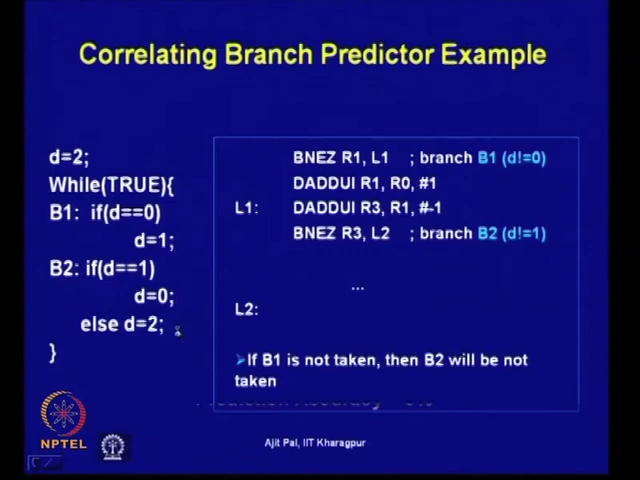 Correlating Branch Predictor Example
d=2;
While(TRUE){
B1: if(d==0)
d=1;
B2: if(d==1)
d=0;
else d=2;
}
BNEZ R1, L1 ; branch B1 (d!=0)
DADDUI R1, R0, #1
L1: DADDUI R3, R1, #-1
BNEZ R3, L2 ; branch B2 (d!=1)
...
L2:
➢If B1 is not taken, then B2 will be not
taken
NPTEL
Ajit Pal, IIT Kharagpur